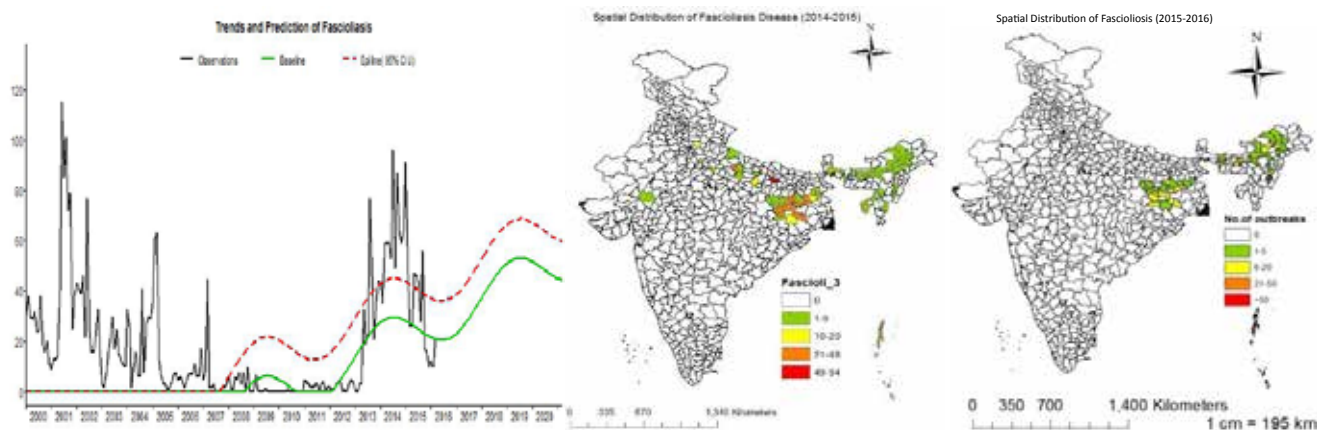 Trends and Prediction of Fascioliasis
Observations
Baseline
120
100
80
60
40
20
0
2000 2001 2002 2003 2004 2005 2006 2007 2008 2009 2010 2011 2012 2013 2014 2015 2016 2017 2018 2019 2020
Spatial Distribution of Fascioliasis Disease (2014-2015)
N
Fascioli_3
0
1-9
10-20
21-48
49-94
0 335 670 1,340 Kilometers
Spatial Distribution of Fascioliosis (2015-2016)
N
No.of outbreaks
0
1-5
6-20
21-50
>50
0 350 700 1,400 Kilometers
1 cm = 195 km